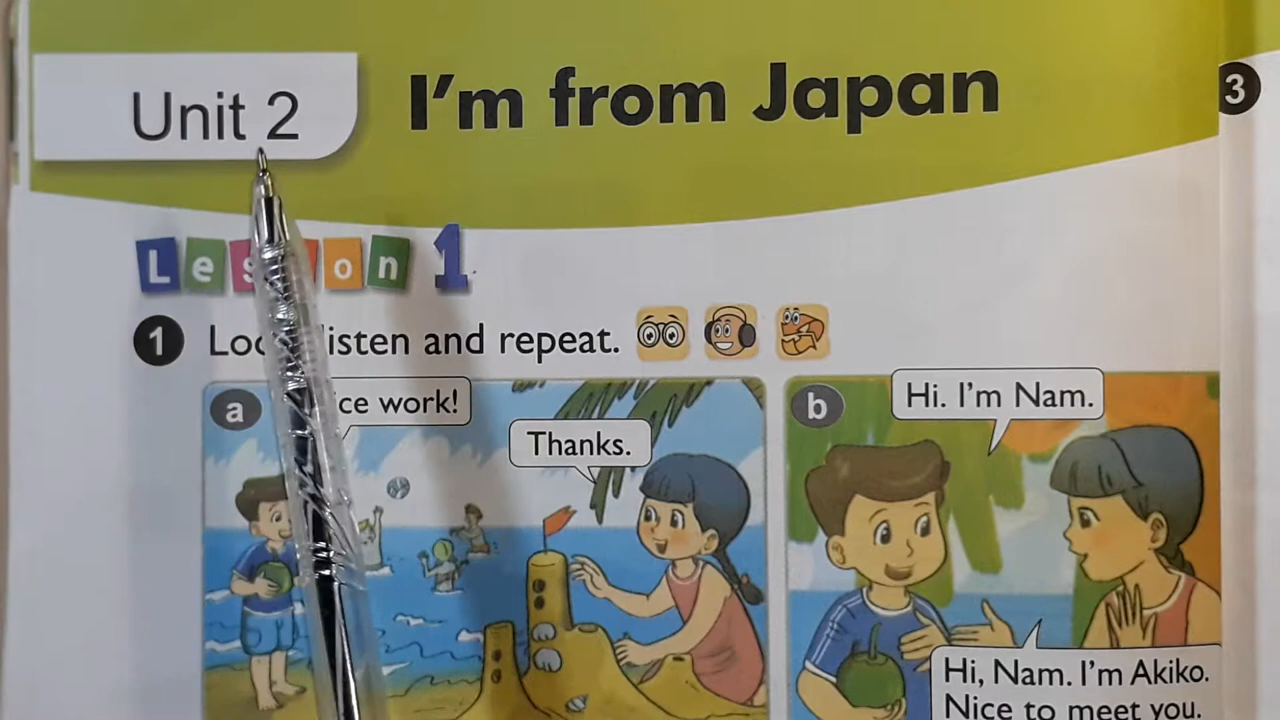 Unit 2
I'm from Japan
3
Lesson 1
1 Look, listen and repeat.
a
work!
Thanks.
b
Hi. I'm Nam.
Hi, Nam. I'm Akiko.
Nice to meet you.